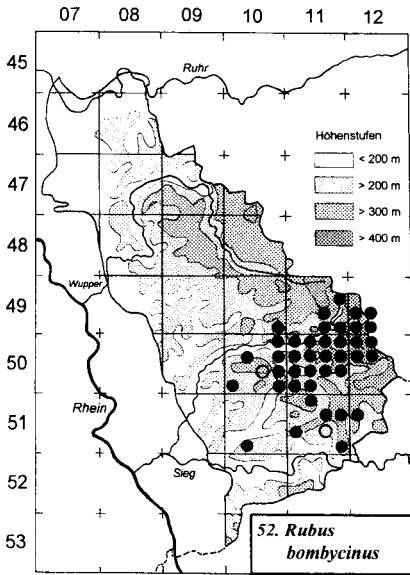 07 08 09 10 11 12
45
46
47
48
49
50
51
52
53
Ruhr
Höhenstufen
< 200 m
> 200 m
> 300 m
> 400 m
Wupper
Rhein
Sieg
52. Rubus
bombycinus